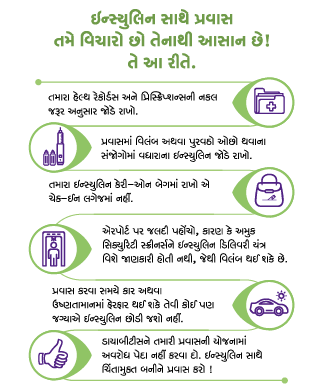 ઇન્સ્યુલિન સાથે પ્રવાસ
તમે વિચારો છો તેનાથી આસાન છે!
તે આ રીતે.
તમારા હેલ્થ રેકોર્ડસ અને પ્રિસ્ક્રિપ્શન્સની નકલ
જરૂર અનુસાર જોડે રાખો.
પ્રવાસમાં વિલંબ અથવા પુરવઠો ઓછો થવાના
સંજોગોમાં વધારાના ઇન્સ્યુલિન જોડે રાખો.
તમારા ઇન્સ્યુલિન કેરી-ઓન બેગમાં રાખો એ
ચેક-ઇન લગેજમાં નહીં.
એરપોર્ટ પર જલદી પહોંચો, કારણ કે અમુક
સિક્યુરિટી સ્ક્રીનર્સને ઇન્સ્યુલિન ડિલિવરી યંત્ર
વિશે જાણકારી હોતી નથી, જેથી વિલંબ થઈ શકે છે.
પ્રવાસ કરવા સમયે કાર અથવા
ઉષ્ણતામાનમાં ફેરફાર થઈ શકે તેવી કોઈ પણ
જગ્યાએ ઇન્સ્યુલિન છોડી જશો નહીં.
ડાયાબીટીસને તમારી પ્રવાસની યોજનામાં
અવરોધ પેદા નહીં કરવા દો. ઇન્સ્યુલિન સાથે
ચિંતામુક્ત બનીને પ્રવાસ કરો !